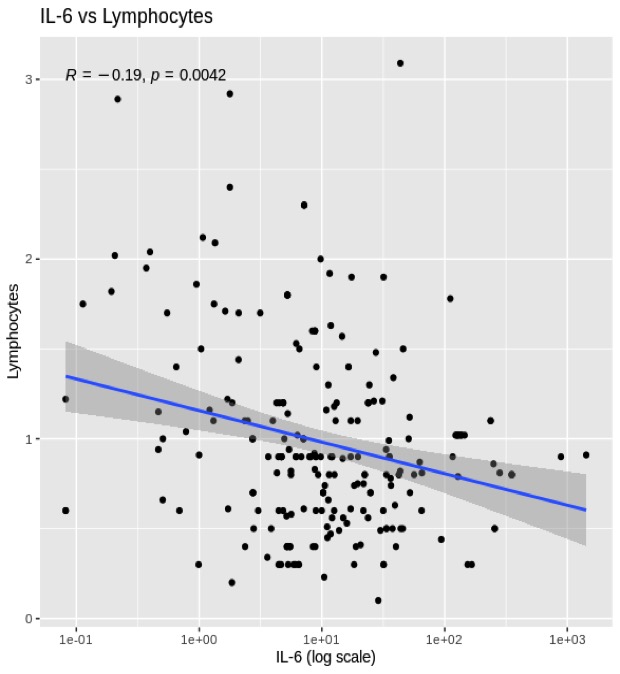 IL-6 vs Lymphocytes
R = −0.19, p = 0.0042
3
2
1
0
Lymphocytes
1e-01 1e+00 1e+01 1e+02 1e+03
IL-6 (log scale)